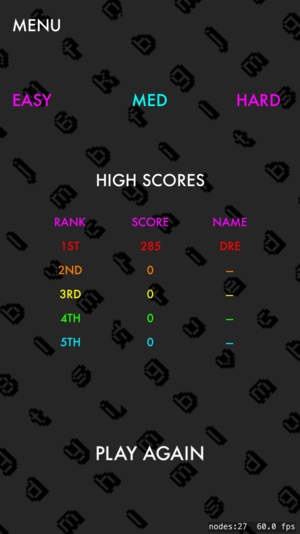 MENU
EASY MED HARD
HIGH SCORES
RANK SCORE NAME
1ST 285 DRE
2ND 0 –
3RD 0 –
4TH 0 –
5TH 0 –
PLAY AGAIN
nodes:27 60.0 fps